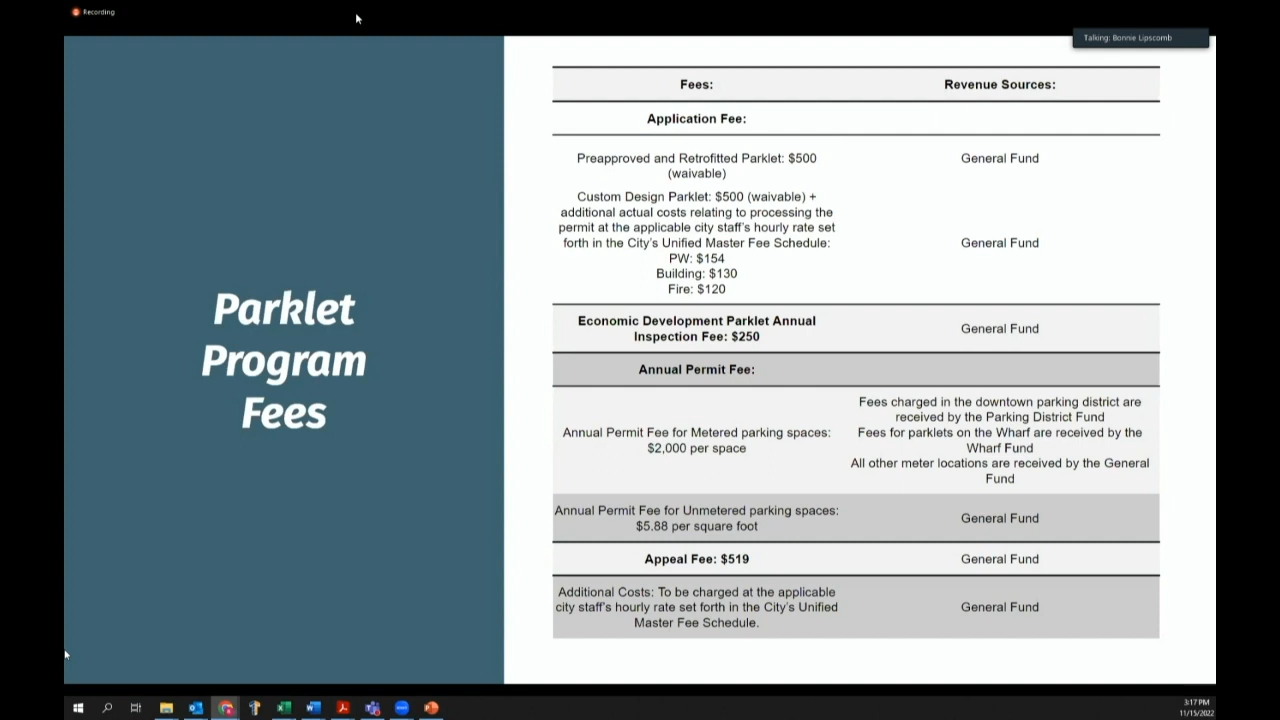 Recording
Talking: Bonnie Lipscomb
Parklet
Program
Fees
Fees:
Revenue Sources:
Application Fee:
Preapproved and Retrofitted Parklet: $500
(waivable)
General Fund
Custom Design Parklet: $500 (waivable) +
additional actual costs relating to processing the
permit at the applicable city staff's hourly rate set
forth in the City's Unified Master Fee Schedule:
PW: $154
Building: $130
Fire: $120
General Fund
Economic Development Parklet Annual
Inspection Fee: $250
General Fund
Annual Permit Fee:
Annual Permit Fee for Metered parking spaces:
$2,000 per space
Fees charged in the downtown parking district are
received by the Parking District Fund
Fees for parklets on the Wharf are received by the
Wharf Fund
All other meter locations are received by the General
Fund
Annual Permit Fee for Unmetered parking spaces:
$5.88 per square foot
General Fund
Appeal Fee: $519
General Fund
Additional Costs: To be charged at the applicable
city staff's hourly rate set forth in the City's Unified
Master Fee Schedule.
General Fund
3:17 PM
11/15/2022